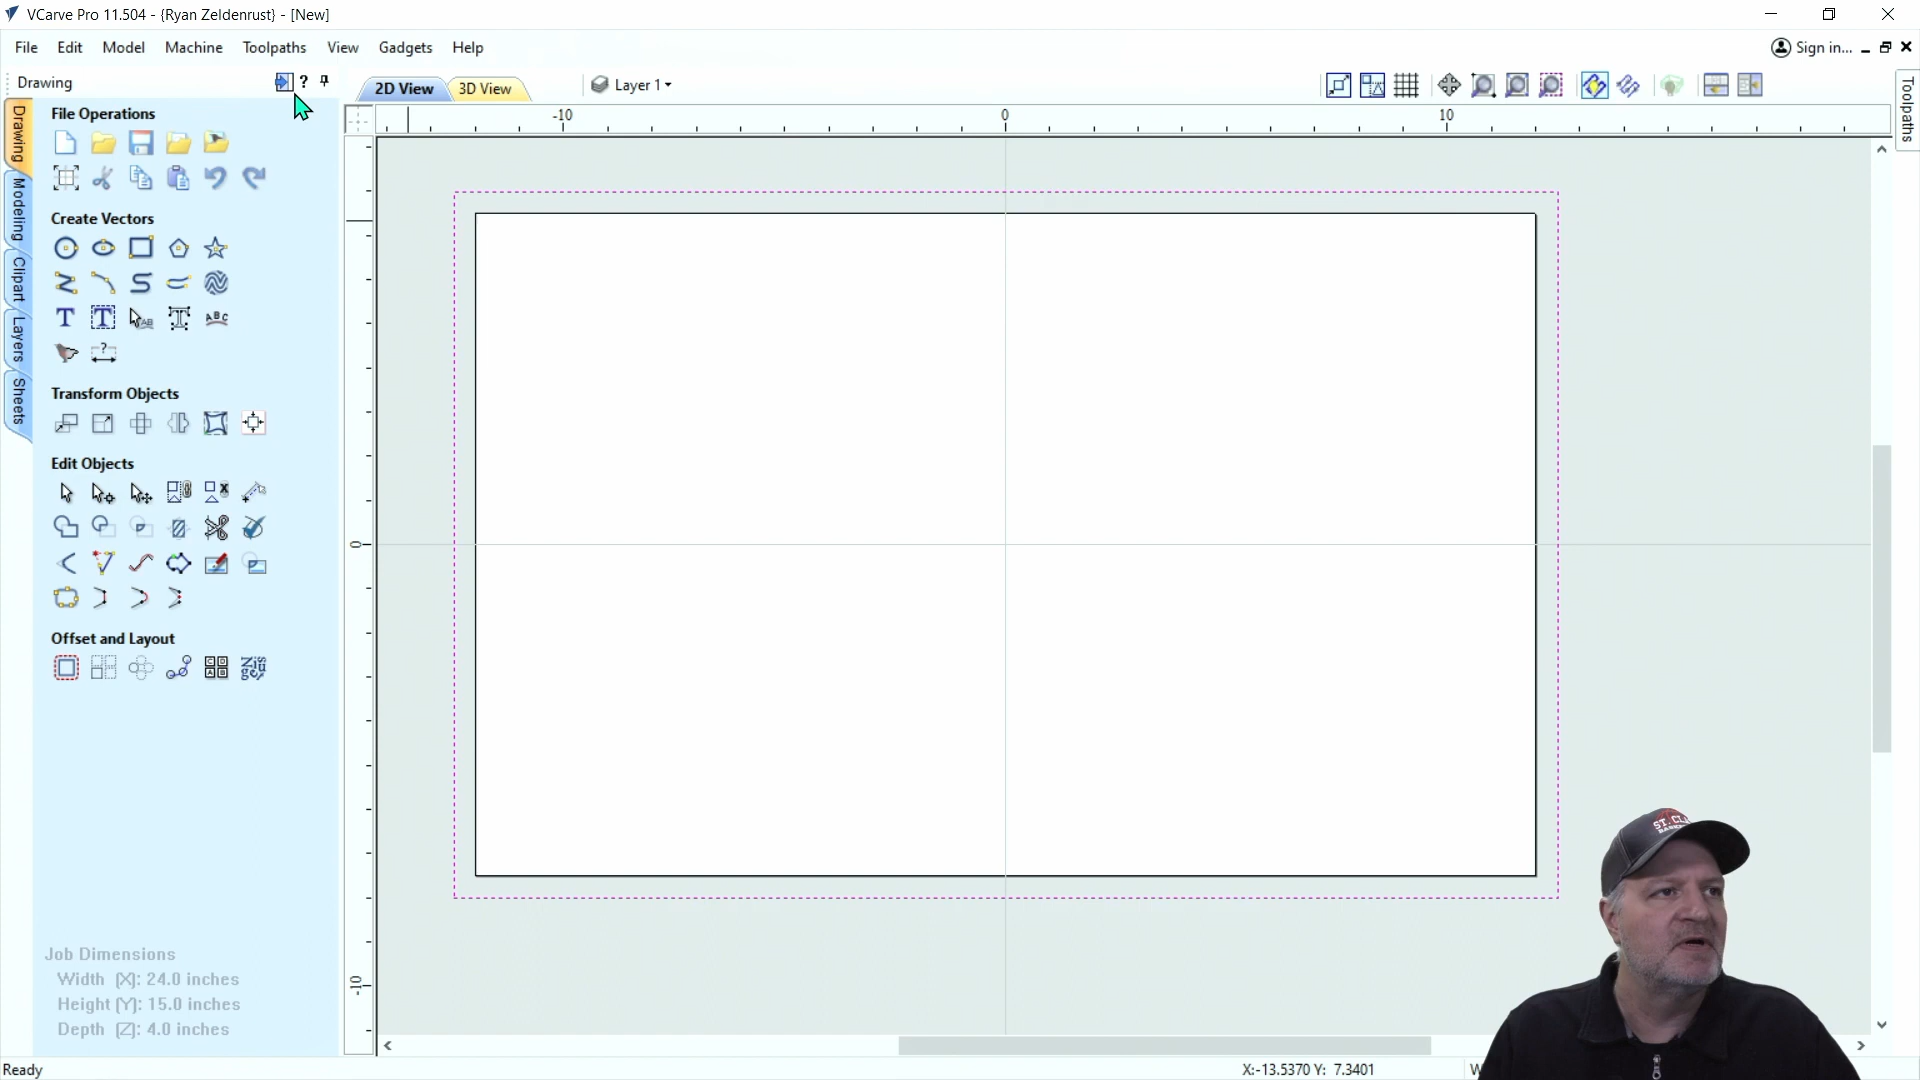 VCarve Pro 11.504 - {Ryan Zeldenrust} - [New]
File Edit Model Machine Toolpaths View Gadgets Help
Sign in...
Drawing
2D View
3D View
Layer 1
Toolpaths
Drawing
Modeling
Clipart
Layers
Sheets
File Operations
Create Vectors
Transform Objects
Edit Objects
Offset and Layout
Job Dimensions
Width (X): 24.0 inches
Height (Y): 15.0 inches
Depth (Z): 4.0 inches
-10 0 10
0
-10
ST. CL
Ready
X:-13.5370 Y: 7.3401
W